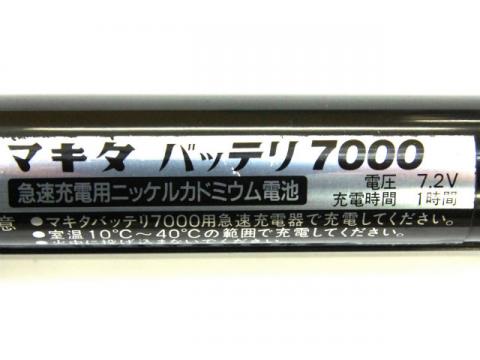 マキタ バッテリ 7000
急速充電用ニッケルカドミウム電池
電圧 7.2V
充電時間 1時間
意 ●マキタバッテリ7000用急速充電器で充電してください。
●室温10℃〜40℃の範囲で充電してください。